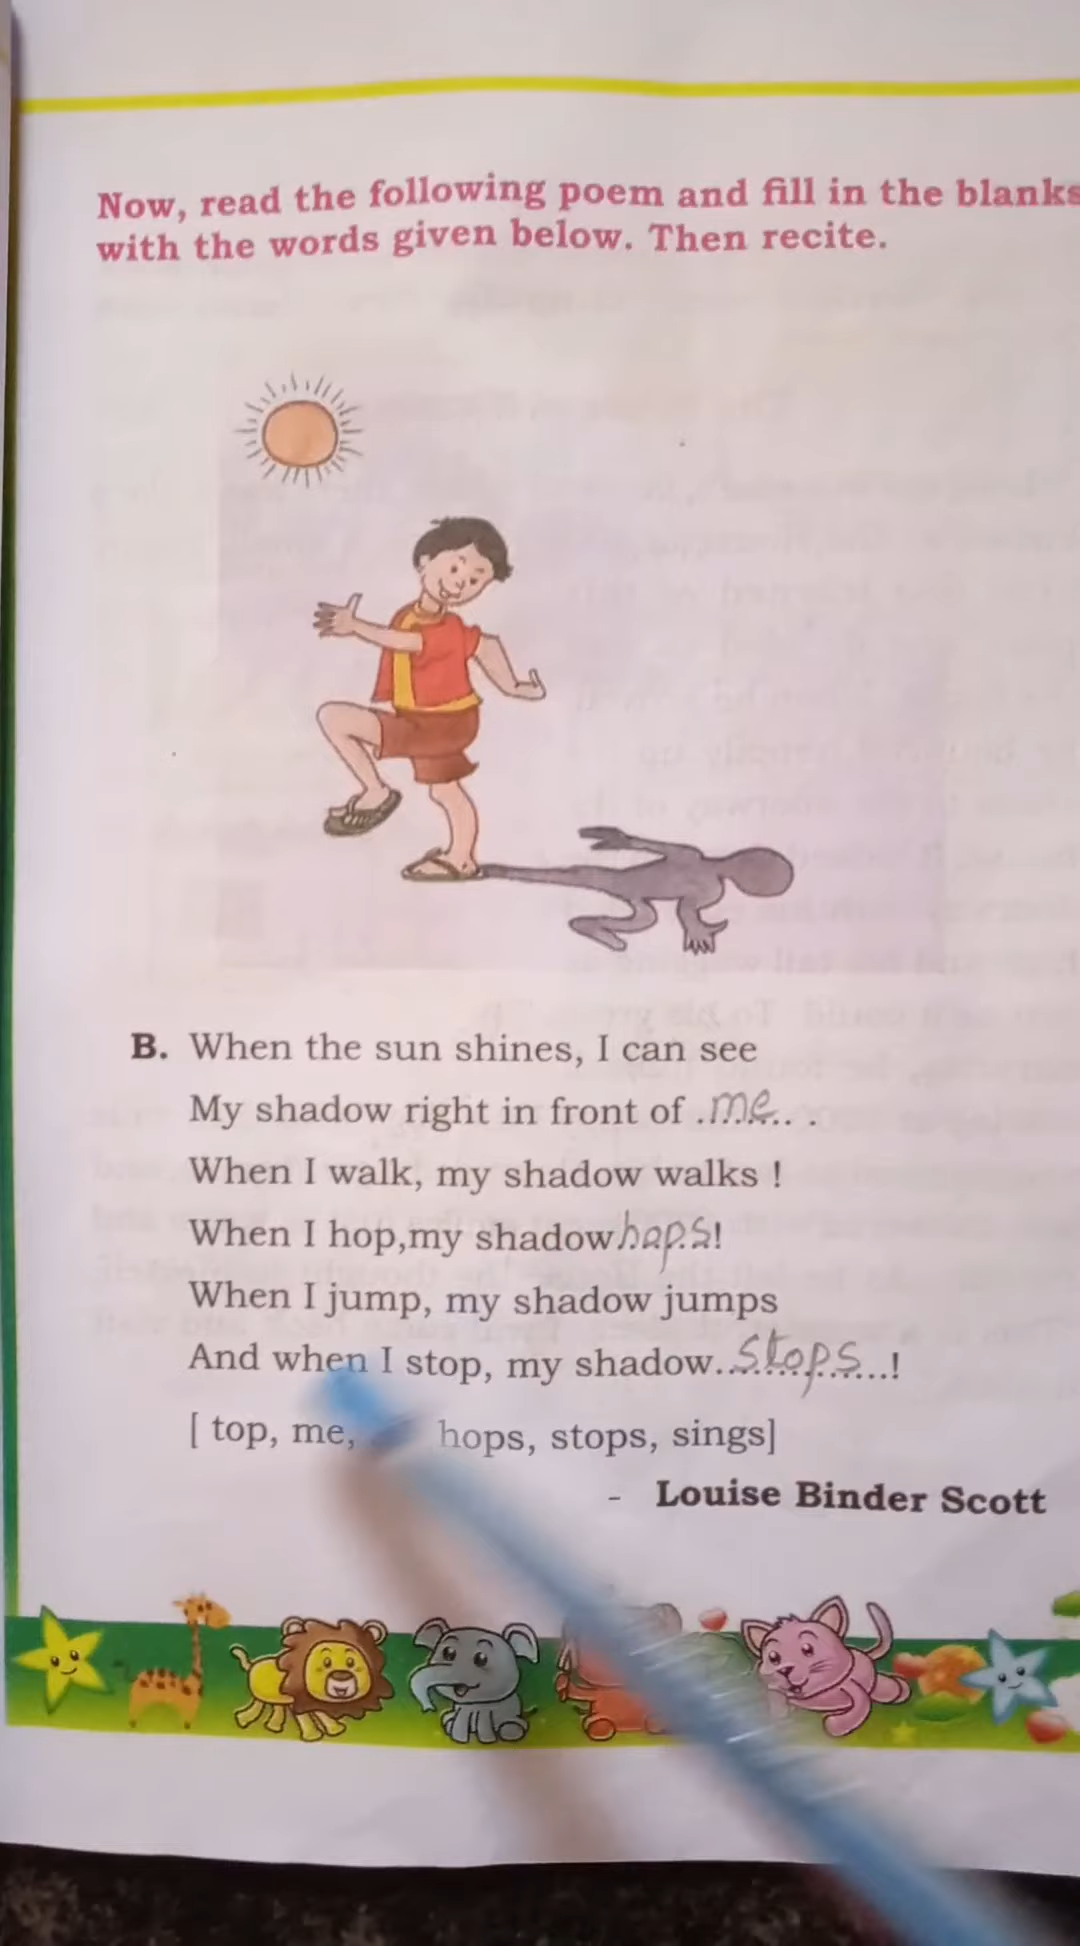 Now, read the following poem and fill in the blanks
with the words given below. Then recite.
B. When the sun shines, I can see
My shadow right in front of .me.. .
When I walk, my shadow walks !
When I hop,my shadow hops!
When I jump, my shadow jumps
And when I stop, my shadow..stops...!
[ top, me, hops, stops, sings]
- Louise Binder Scott